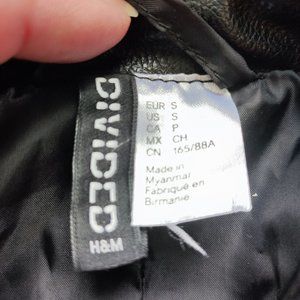 DIVIDED
H&M
EUR S
US S
CA P
MX CH
CN 165/88A
Made in
Myanmar
Fabriqué en
Birmanie